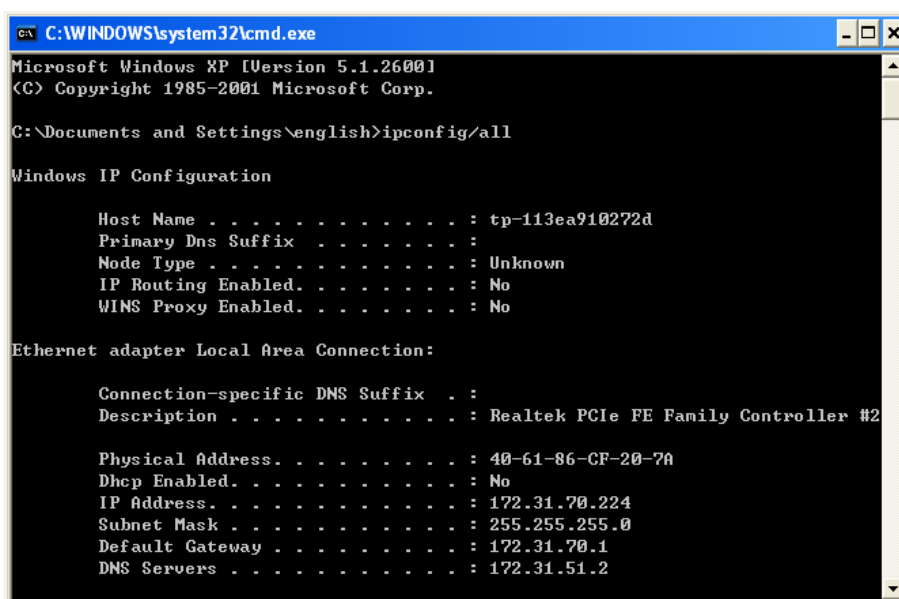 C:\WINDOWS\system32\cmd.exe
Microsoft Windows XP [Version 5.1.2600]
(C) Copyright 1985-2001 Microsoft Corp.
C:\Documents and Settings\english>ipconfig/all
Windows IP Configuration
Host Name . . . . . . . . . . . . : tp-113ea910272d
Primary Dns Suffix . . . . . . . :
Node Type . . . . . . . . . . . . : Unknown
IP Routing Enabled. . . . . . . . : No
WINS Proxy Enabled. . . . . . . . : No
Ethernet adapter Local Area Connection:
Connection-specific DNS Suffix . :
Description . . . . . . . . . . . : Realtek PCIe FE Family Controller #2
Physical Address. . . . . . . . . : 40-61-86-CF-20-7A
Dhcp Enabled. . . . . . . . . . . : No
IP Address. . . . . . . . . . . . : 172.31.70.224
Subnet Mask . . . . . . . . . . . : 255.255.255.0
Default Gateway . . . . . . . . . : 172.31.70.1
DNS Servers . . . . . . . . . . . : 172.31.51.2